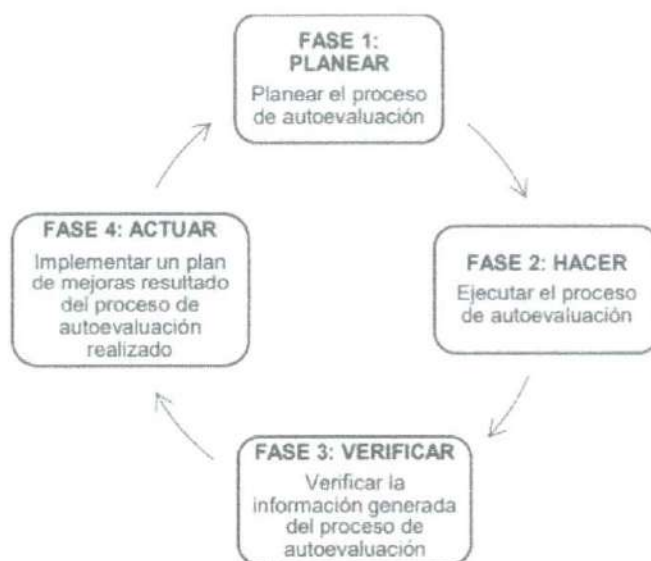 FASE 1:
PLANEAR
Planear el proceso
de autoevaluación
FASE 2: HACER
Ejecutar el proceso
de autoevaluación
FASE 3: VERIFICAR
Verificar la
información generada
del proceso de
autoevaluación
FASE 4: ACTUAR
Implementar un plan
de mejoras resultado
del proceso de
autoevaluación
realizado